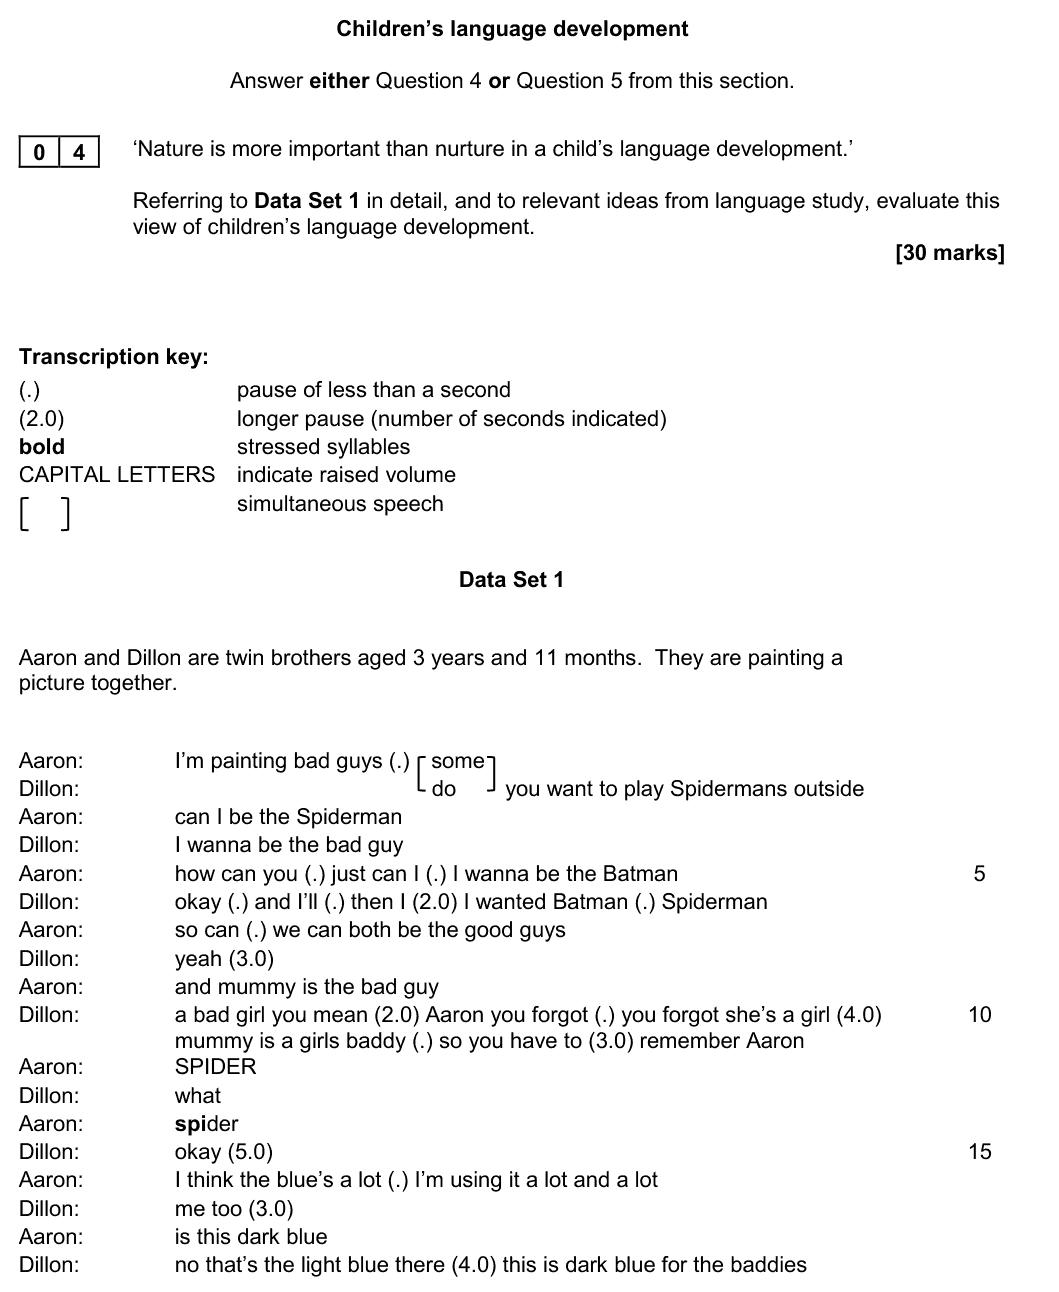 Children’s language development
Answer either Question 4 or Question 5 from this section.
0 4 ‘Nature is more important than nurture in a child’s language development.’
Referring to Data Set 1 in detail, and to relevant ideas from language study, evaluate this
view of children’s language development.
[30 marks]
Transcription key:
(.) pause of less than a second
(2.0) longer pause (number of seconds indicated)
bold stressed syllables
CAPITAL LETTERS indicate raised volume
[ ] simultaneous speech
Data Set 1
Aaron and Dillon are twin brothers aged 3 years and 11 months. They are painting a
picture together.
Aaron: I’m painting bad guys (.) [ some ]
Dillon: [ do ] you want to play Spidermans outside
Aaron: can I be the Spiderman
Dillon: I wanna be the bad guy
Aaron: how can you (.) just can I (.) I wanna be the Batman 5
Dillon: okay (.) and I’ll (.) then I (2.0) I wanted Batman (.) Spiderman
Aaron: so can (.) we can both be the good guys
Dillon: yeah (3.0)
Aaron: and mummy is the bad guy
Dillon: a bad girl you mean (2.0) Aaron you forgot (.) you forgot she’s a girl (4.0) 10
mummy is a girls baddy (.) so you have to (3.0) remember Aaron
Aaron: SPIDER
Dillon: what
Aaron: spider
Dillon: okay (5.0) 15
Aaron: I think the blue’s a lot (.) I’m using it a lot and a lot
Dillon: me too (3.0)
Aaron: is this dark blue
Dillon: no that’s the light blue there (4.0) this is dark blue for the baddies